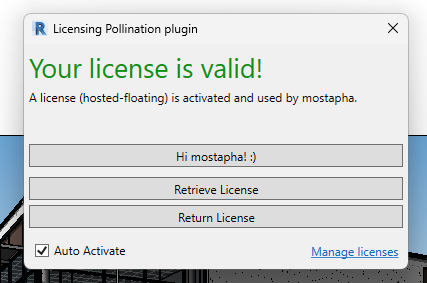 Licensing Pollination plugin
Your license is valid!
A license (hosted-floating) is activated and used by mostapha.
Hi mostapha! :)
Retrieve License
Return License
Auto Activate
Manage licenses